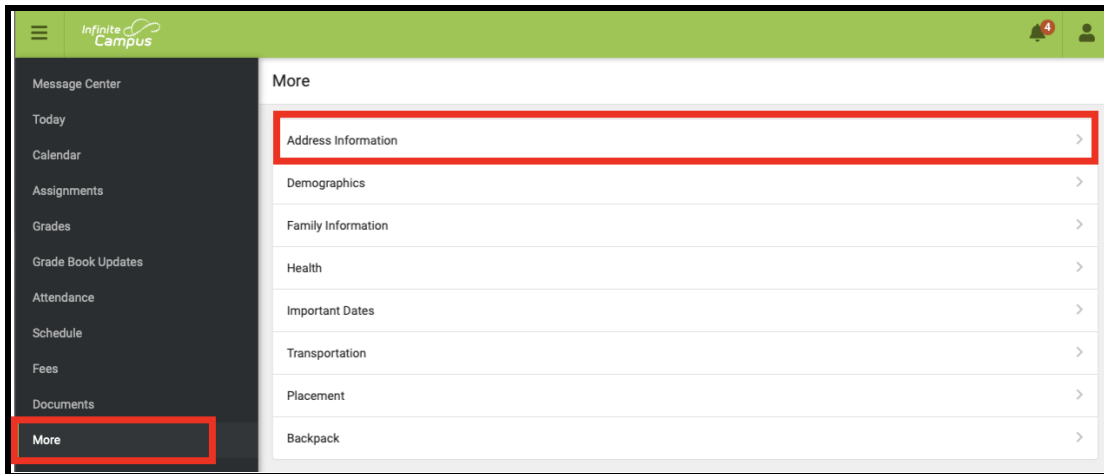 Infinite
Campus
4
Message Center
Today
Calendar
Assignments
Grades
Grade Book Updates
Attendance
Schedule
Fees
Documents
More
More
Address Information
Demographics
Family Information
Health
Important Dates
Transportation
Placement
Backpack